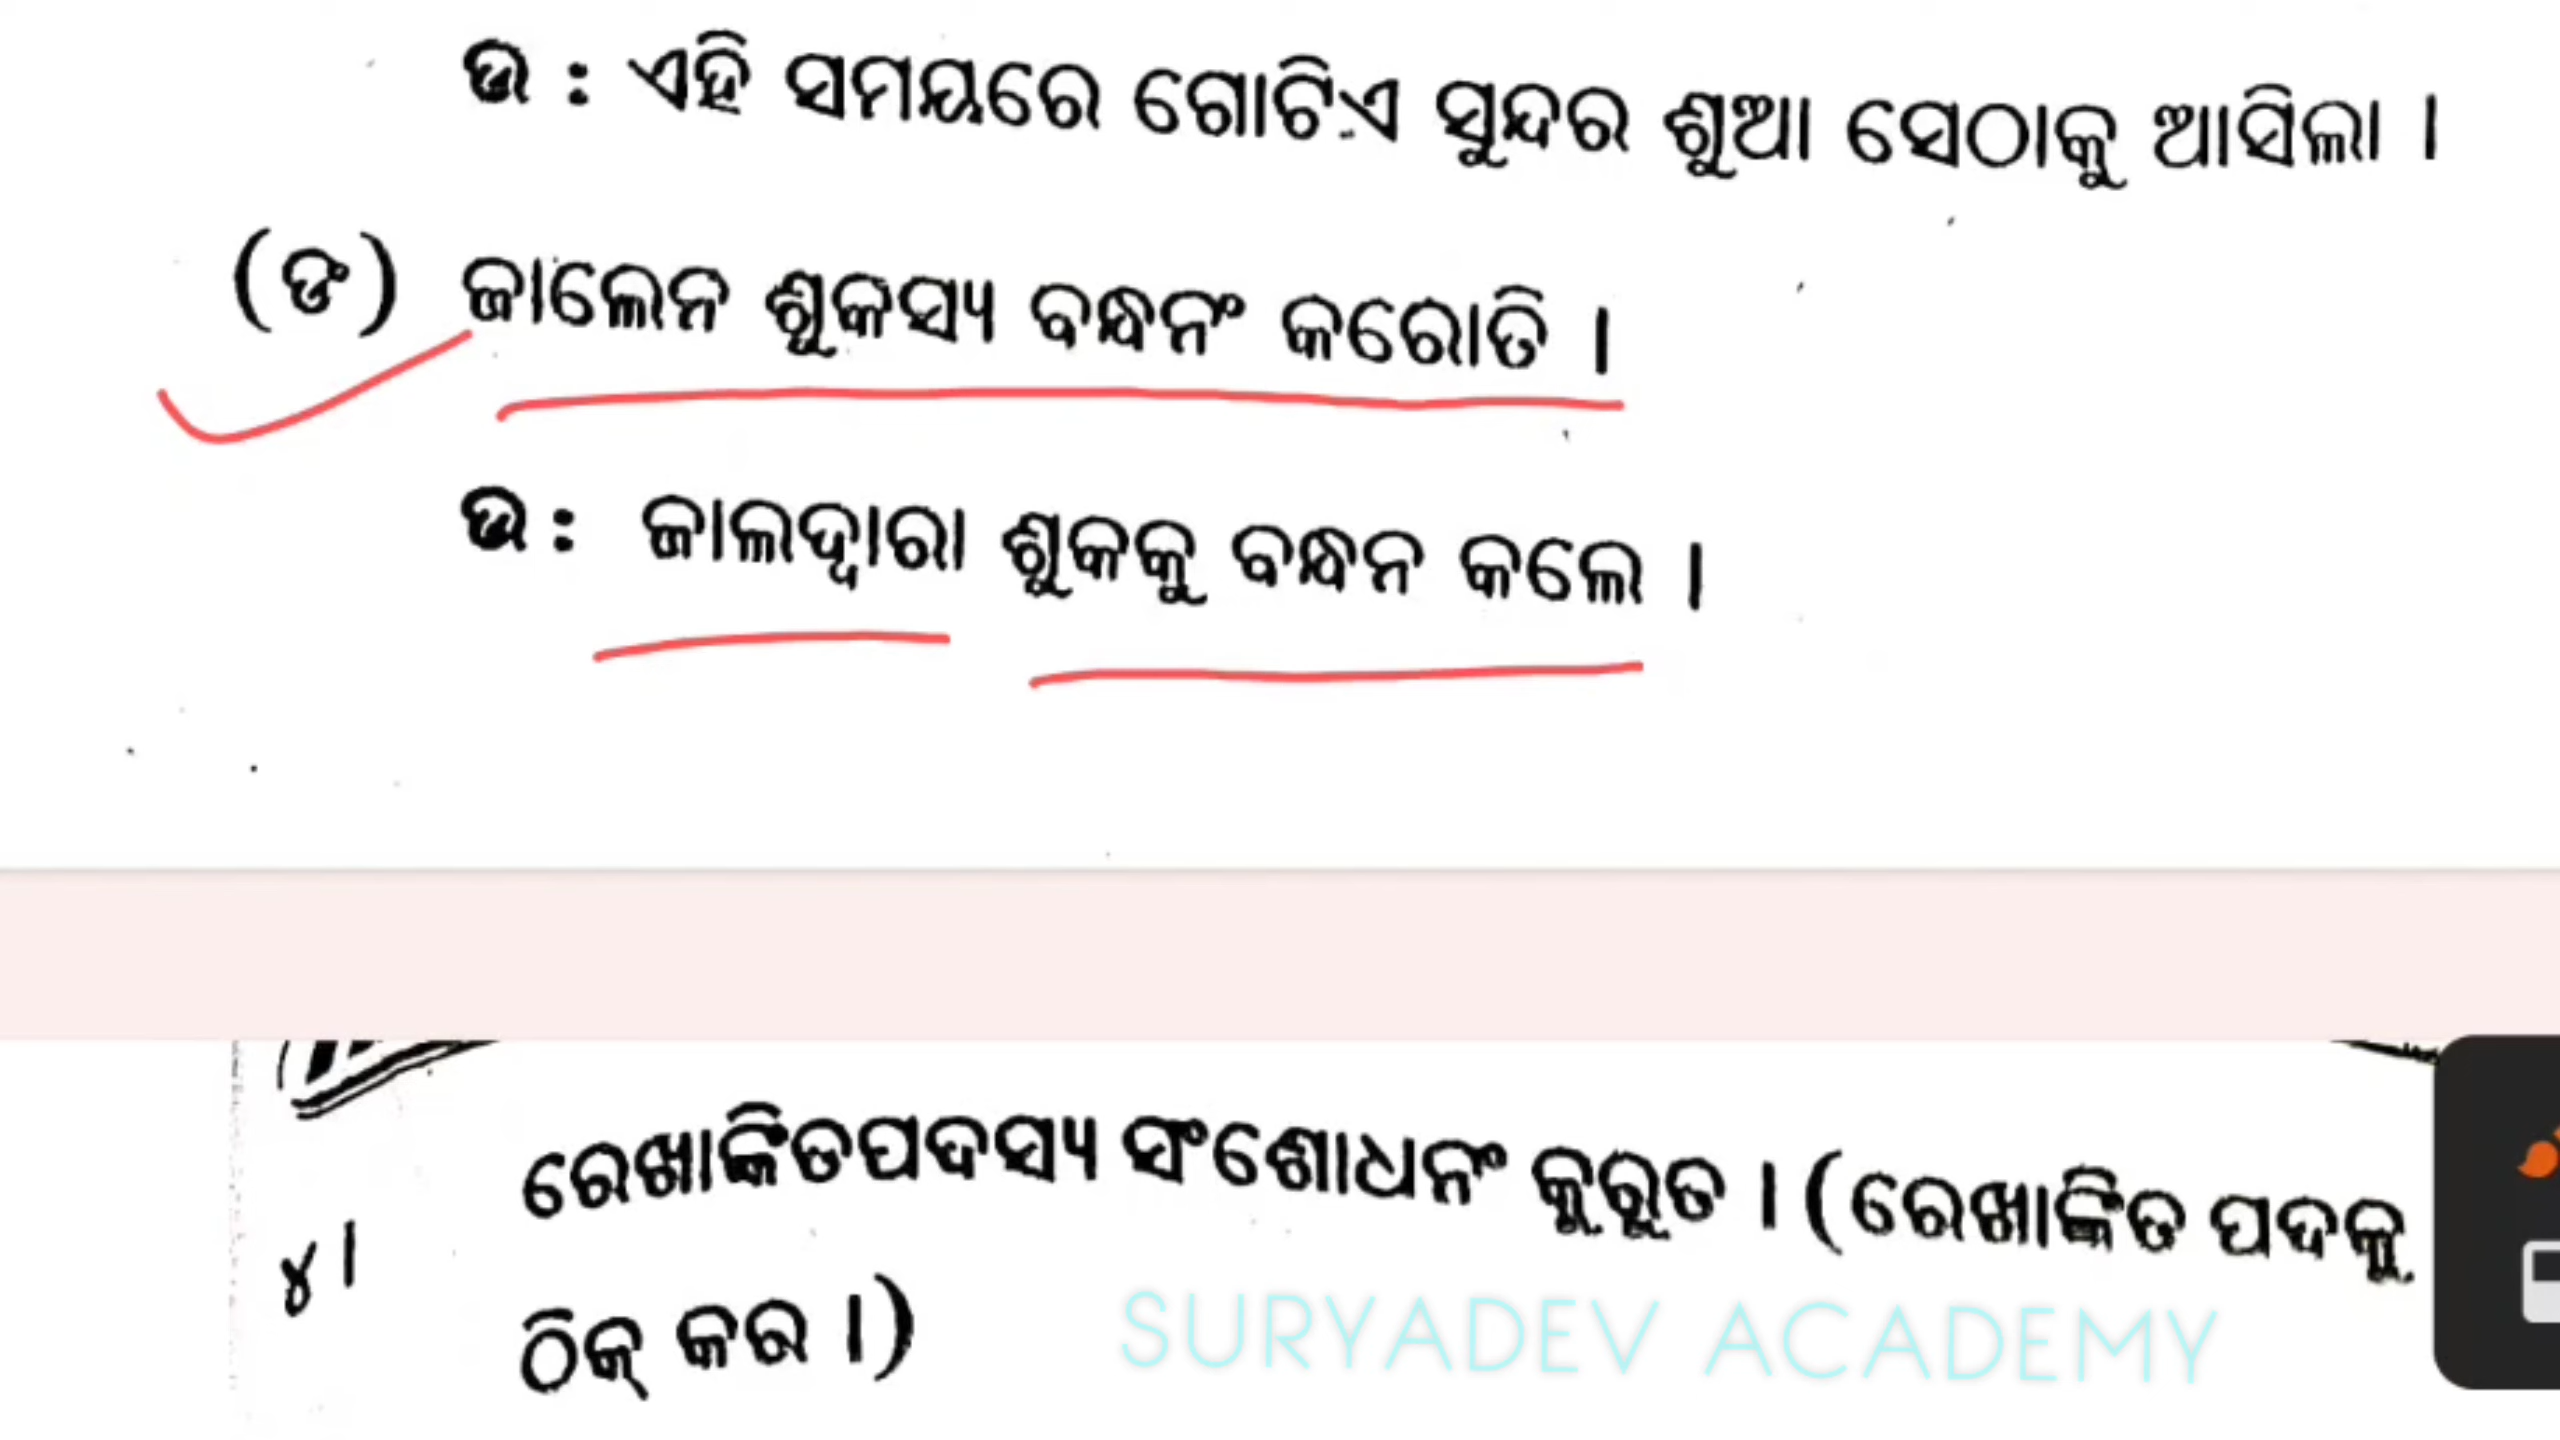 ଉ : ଏହି ସମୟରେ ଗୋଟିଏ ସୁନ୍ଦର ଶୁଆ ସେଠାକୁ ଆସିଲା ।
(ଙ) ଜାଲେନ ଶୁକସ୍ୟ ବନ୍ଧନଂ କରୋତି ।
ଉ : ଜାଲଦ୍ୱାରା ଶୁକକୁ ବନ୍ଧନ କଲେ ।
୪। ରେଖାଙ୍କିତପଦସ୍ୟ ସଂଶୋଧନଂ କୁରୁତ । (ରେଖାଙ୍କିତ ପଦକୁ
ଠିକ୍ କର ।)
SURYADEV ACADEMY